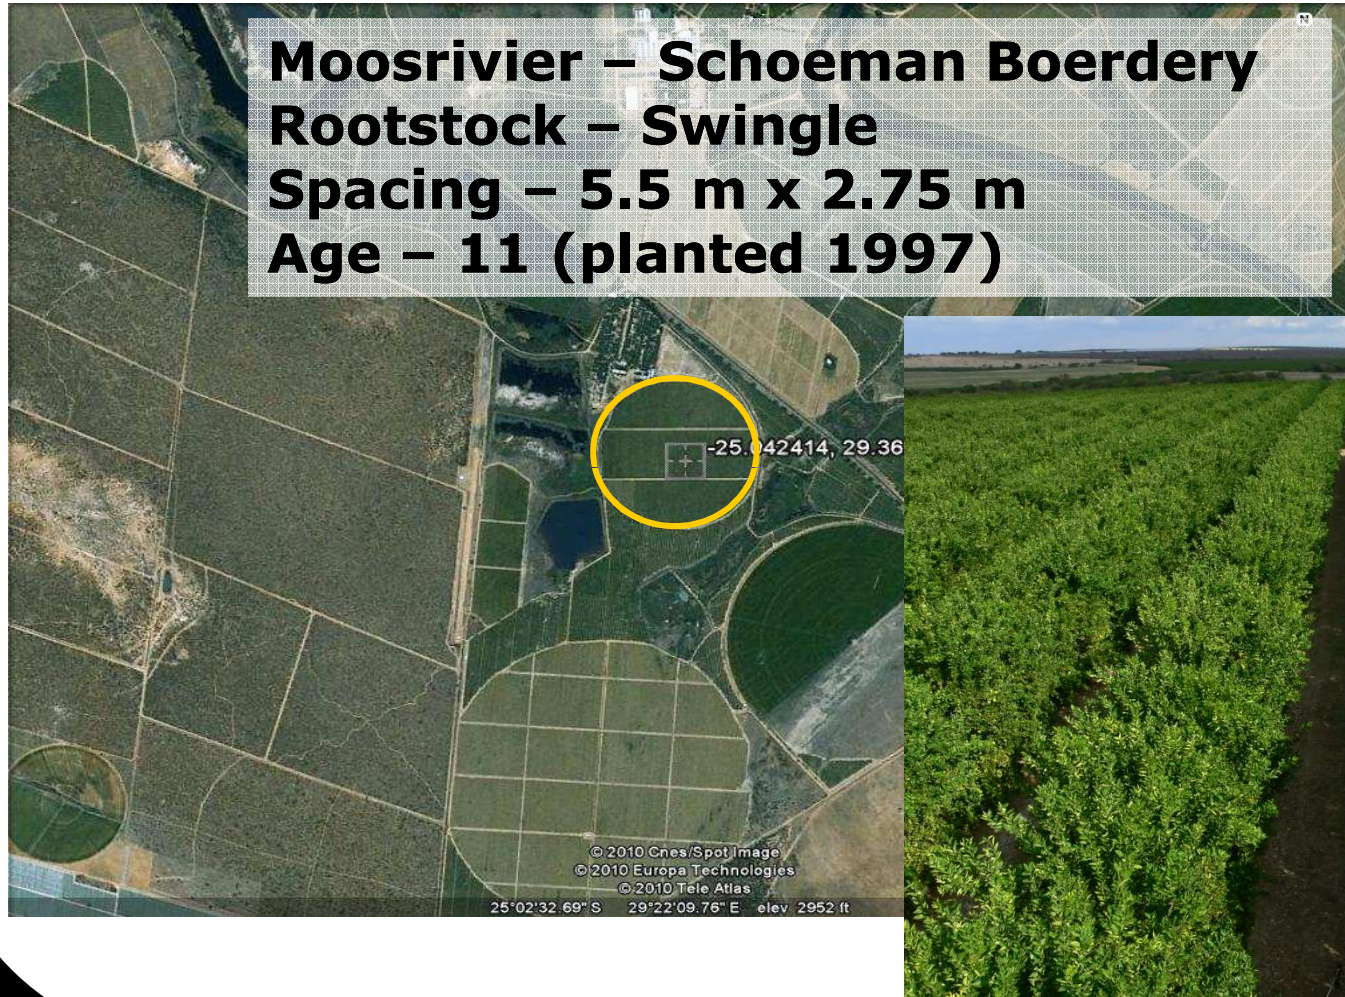 N
Moosrivier – Schoeman Boerdery
Rootstock – Swingle
Spacing – 5.5 m x 2.75 m
Age – 11 (planted 1997)
-25.042414, 29.36
© 2010 Cnes/Spot Image
© 2010 Europa Technologies
© 2010 Tele Atlas
25°02'32.69" S 29°22'09.76" E elev 2952 ft